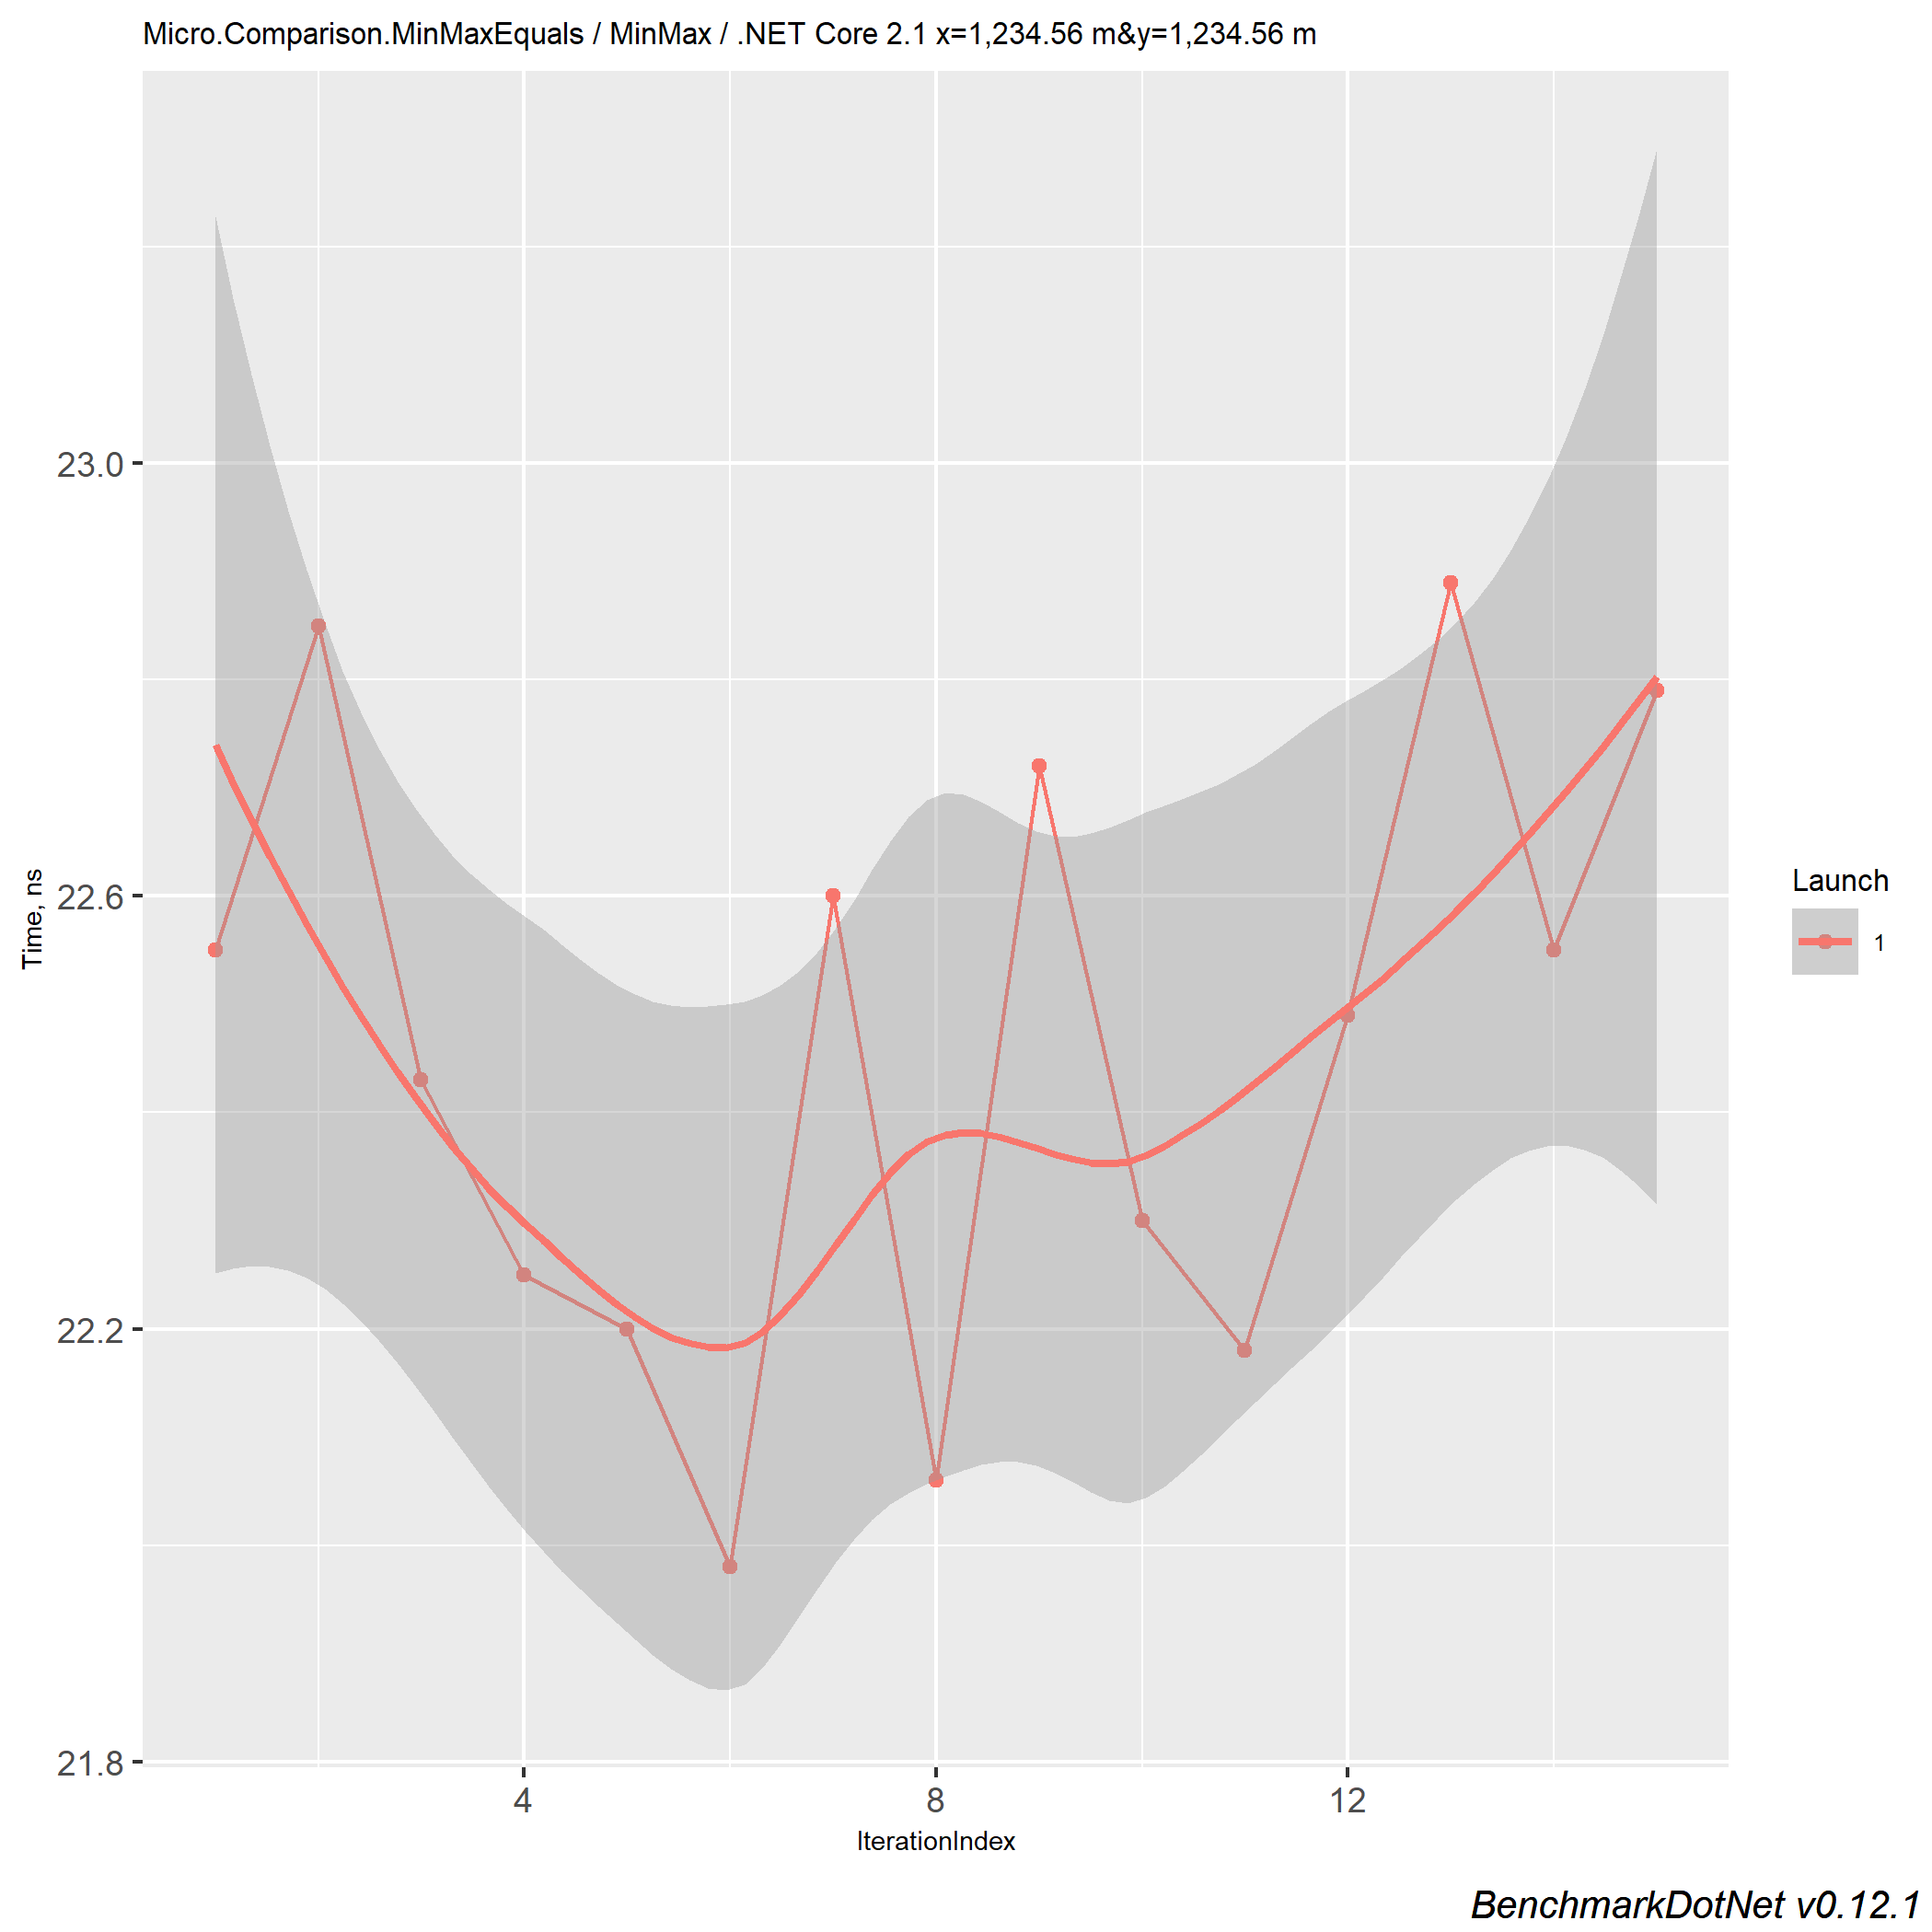 Micro.Comparison.MinMaxEquals / MinMax / .NET Core 2.1 x=1,234.56 m&y=1,234.56 m
23.0
22.6
22.2
21.8
Time, ns
4 8 12
IterationIndex
Launch
1
BenchmarkDotNet v0.12.1